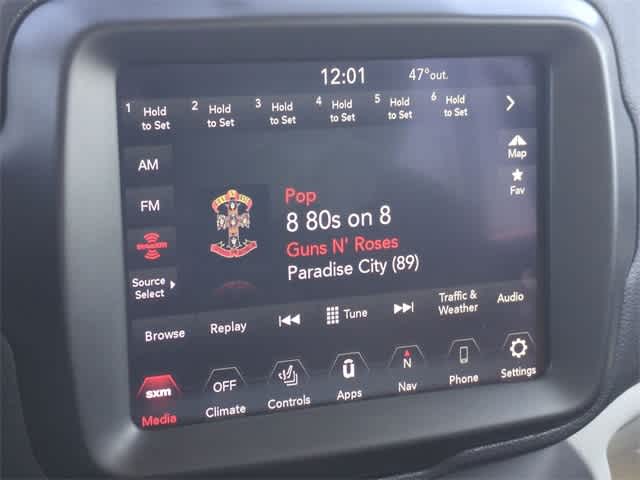 12:01 47°out.
1 Hold to Set 2 Hold to Set 3 Hold to Set 4 Hold to Set 5 Hold to Set 6 Hold to Set
AM
Map
Fav
FM
Pop
8 80s on 8
Guns N' Roses
Paradise City (89)
Source
Select
Browse Replay Tune Traffic & Weather Audio
sxm OFF
Media Climate Controls Apps Nav Phone Settings